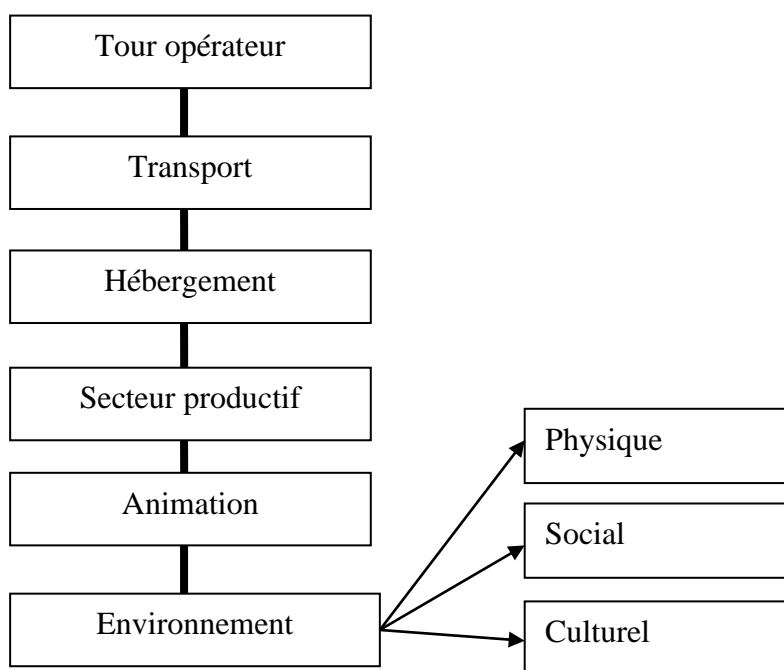 Tour opérateur
Transport
Hébergement
Secteur productif
Animation
Environnement
Physique
Social
Culturel